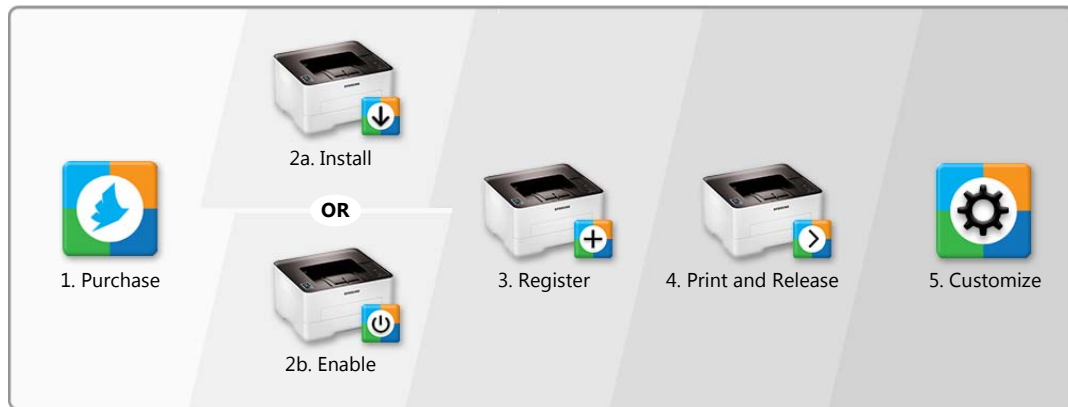 2a. Install
OR
1. Purchase
3. Register
4. Print and Release
5. Customize
2b. Enable